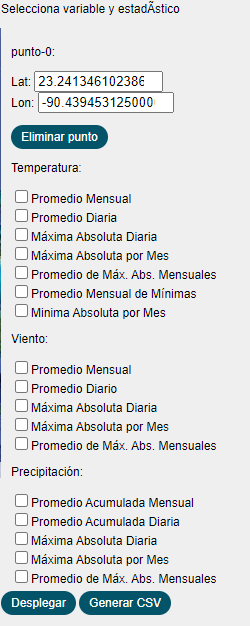 Selecciona variable y estadÃstico
punto-0:
Lat: 23.241346102386
Lon: -90.439453125000
Eliminar punto
Temperatura:
Promedio Mensual
Promedio Diaria
Máxima Absoluta Diaria
Máxima Absoluta por Mes
Promedio de Máx. Abs. Mensuales
Promedio Mensual de Mínimas
Minima Absoluta por Mes
Viento:
Promedio Mensual
Promedio Diario
Máxima Absoluta Diaria
Máxima Absoluta por Mes
Promedio de Máx. Abs. Mensuales
Precipitación:
Promedio Acumulada Mensual
Promedio Acumulada Diaria
Máxima Absoluta Diaria
Máxima Absoluta por Mes
Promedio de Máx. Abs. Mensuales
Desplegar Generar CSV